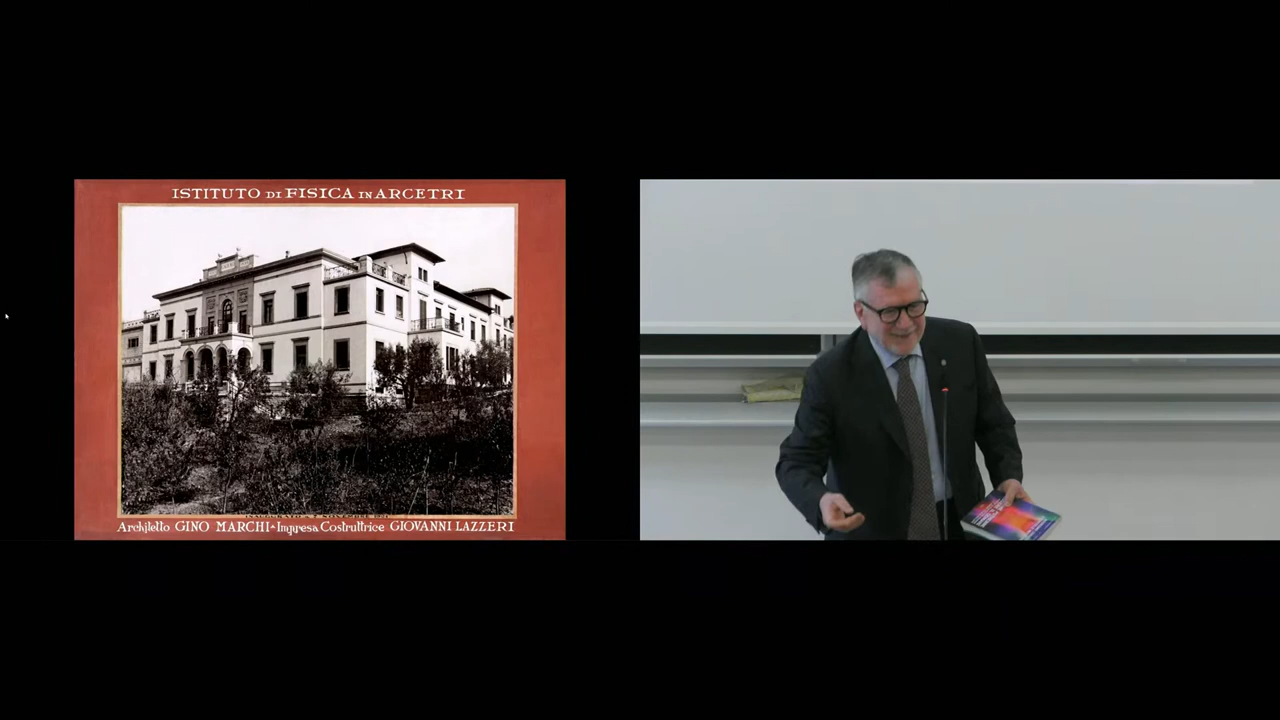 ISTITUTO DI FISICA IN ARCETRI
Architetto GINO MARCHI - Impresa Costruttrice GIOVANNI LAZZERI